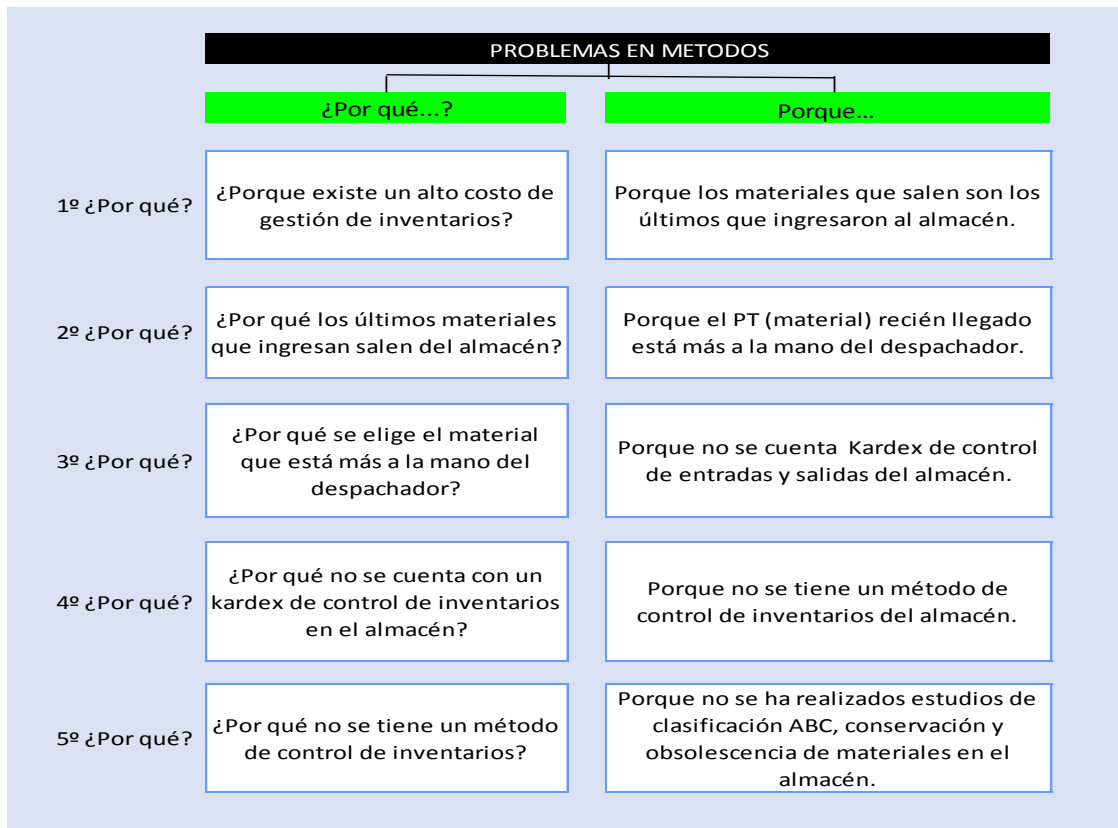 PROBLEMAS EN METODOS
¿Por qué...?
Porque...
1º ¿Por qué?
¿Porque existe un alto costo de
gestión de inventarios?
Porque los materiales que salen son los
últimos que ingresaron al almacén.
2º ¿Por qué?
¿Por qué los últimos materiales
que ingresan salen del almacén?
Porque el PT (material) recién llegado
está más a la mano del despachador.
3º ¿Por qué?
¿Por qué se elige el material
que está más a la mano del
despachador?
Porque no se cuenta Kardex de control
de entradas y salidas del almacén.
4º ¿Por qué?
¿Por qué no se cuenta con un
kardex de control de inventarios
en el almacén?
Porque no se tiene un método de
control de inventarios del almacén.
5º ¿Por qué?
¿Por qué no se tiene un método
de control de inventarios?
Porque no se ha realizados estudios de
clasificación ABC, conservación y
obsolescencia de materiales en el
almacén.